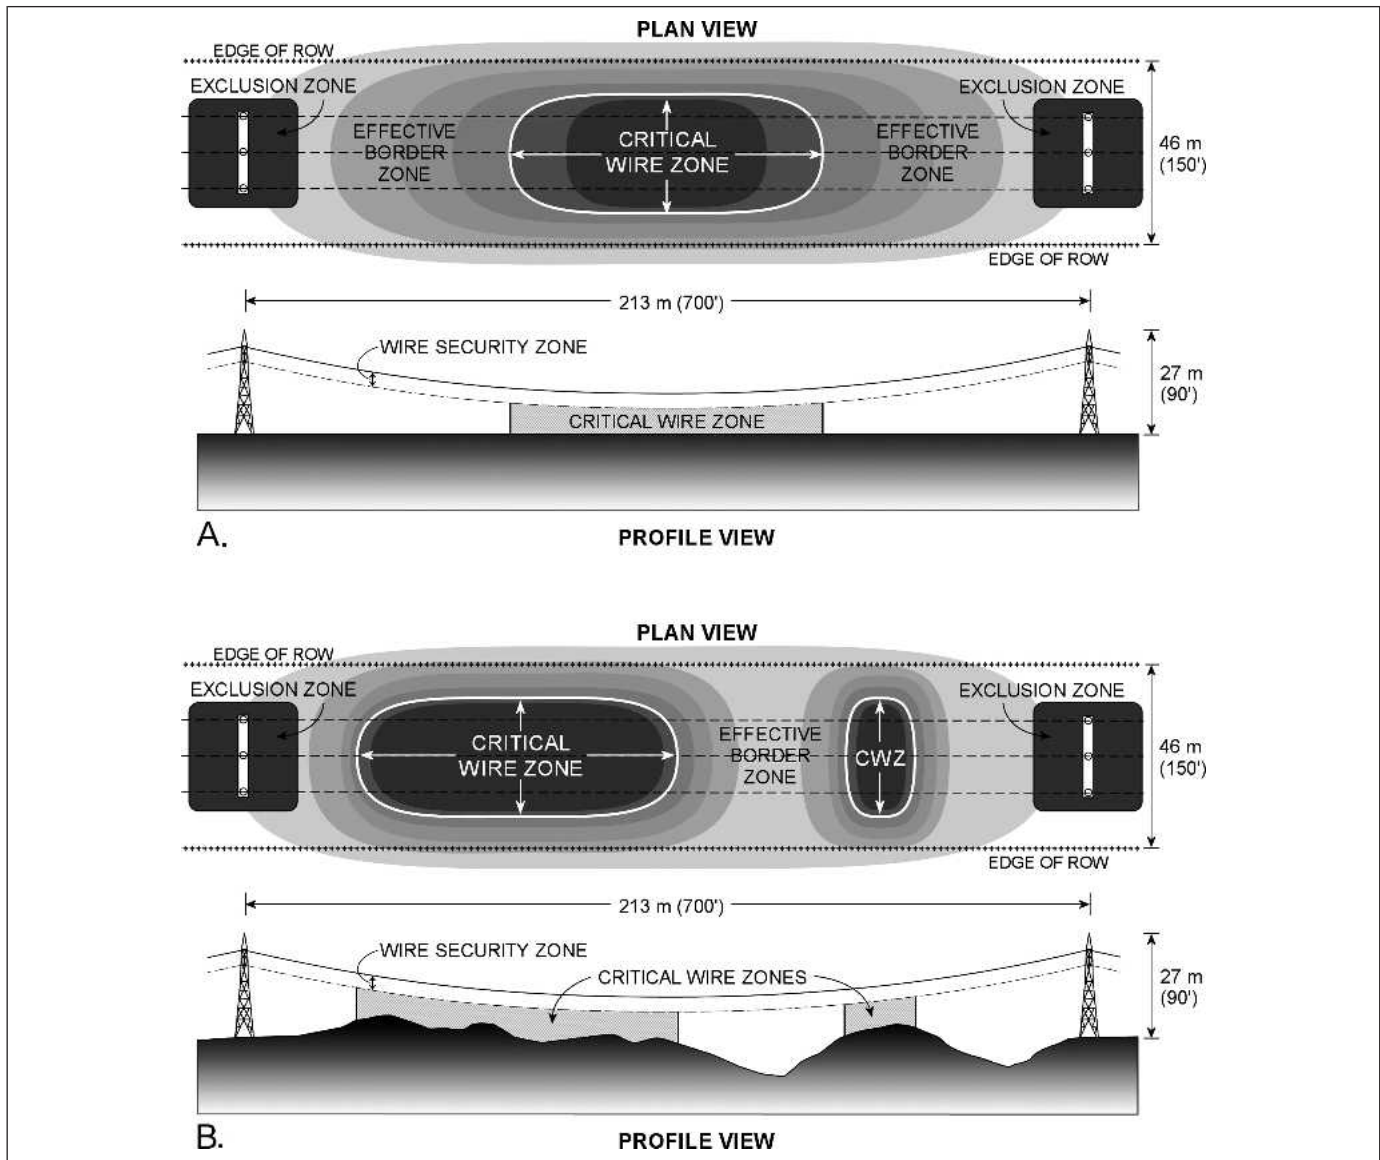 PLAN VIEW
EDGE OF ROW
EXCLUSION ZONE
EXCLUSION ZONE
EFFECTIVE
BORDER
ZONE
CRITICAL
WIRE ZONE
EFFECTIVE
BORDER
ZONE
46 m
(150')
EDGE OF ROW
213 m (700')
WIRE SECURITY ZONE
27 m
(90')
CRITICAL WIRE ZONE
A.
PROFILE VIEW
PLAN VIEW
EDGE OF ROW
EXCLUSION ZONE
EXCLUSION ZONE
CRITICAL
WIRE ZONE
EFFECTIVE
BORDER
ZONE
CWZ
46 m
(150')
EDGE OF ROW
213 m (700')
WIRE SECURITY ZONE
CRITICAL WIRE ZONES
27 m
(90')
B.
PROFILE VIEW